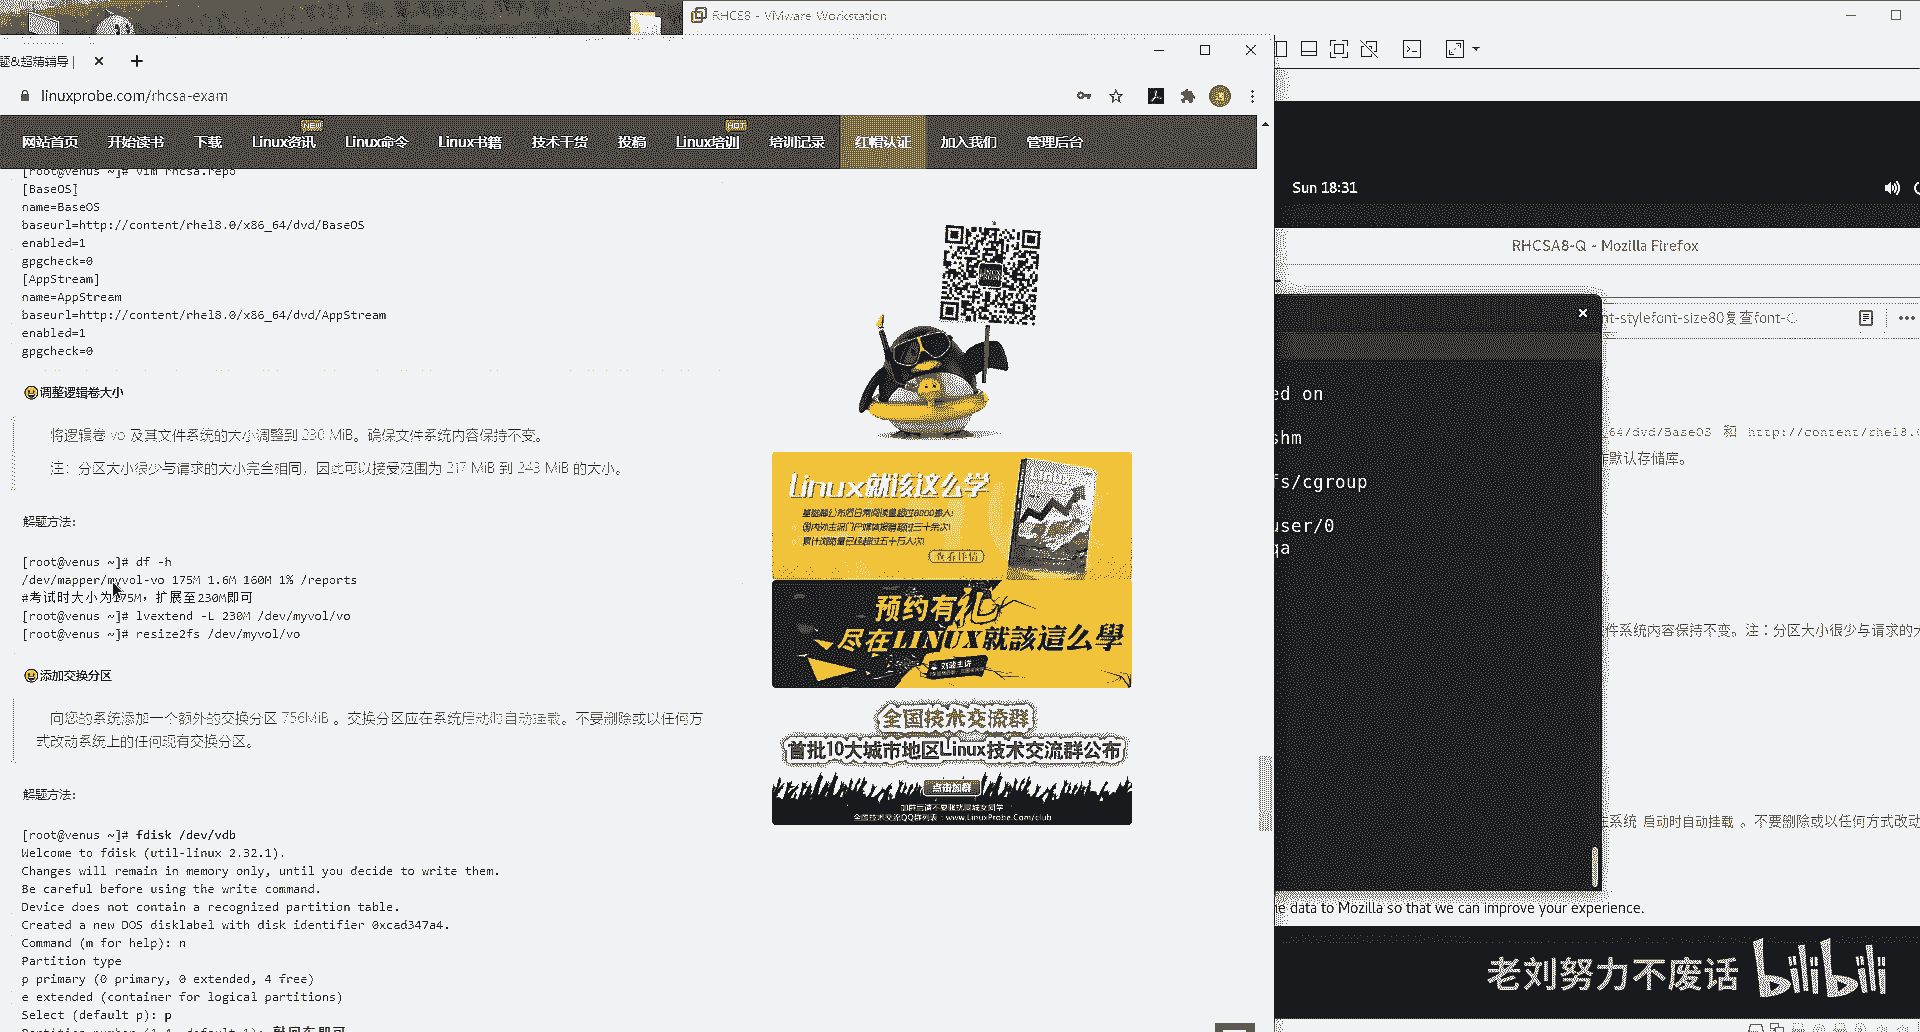 RHCE8 - VMware Workstation
题&超精辅导 |
linuxprobe.com/rhcsa-exam
网站首页 开始读书 下载 Linux资讯 NEW Linux命令 Linux书籍 技术干货 投稿 Linux培训 HOT 培训记录 红帽认证 加入我们 管理后台
[root@venus ~]# vim rhcsa.repo
[BaseOS]
name=BaseOS
baseurl=http://content/rhel8.0/x86_64/dvd/BaseOS
enabled=1
gpgcheck=0
[AppStream]
name=AppStream
baseurl=http://content/rhel8.0/x86_64/dvd/AppStream
enabled=1
gpgcheck=0
调整逻辑卷大小
将逻辑卷 vo 及其文件系统的大小调整到 230 MiB。确保文件系统内容保持不变。
注：分区大小很少与请求的大小完全相同，因此可以接受范围为 217 MiB 到 243 MiB 的大小。
解题方法:
[root@venus ~]# df -h
/dev/mapper/myvol-vo 175M 1.6M 160M 1% /reports
#考试时大小为175M，扩展至230M即可
[root@venus ~]# lvextend -L 230M /dev/myvol/vo
[root@venus ~]# resize2fs /dev/myvol/vo
添加交换分区
向您的系统添加一个额外的交换分区 756MiB 。交换分区应在系统启动时自动挂载。不要删除或以任何方
式改动系统上的任何现有交换分区。
解题方法:
[root@venus ~]# fdisk /dev/vdb
Welcome to fdisk (util-linux 2.32.1).
Changes will remain in memory only, until you decide to write them.
Be careful before using the write command.
Device does not contain a recognized partition table.
Created a new DOS disklabel with disk identifier 0xcad347a4.
Command (m for help): n
Partition type
p primary (0 primary, 0 extended, 4 free)
e extended (container for logical partitions)
Select (default p): p
Linux就该这么学
查看详情
预约有礼
尽在LINUX就該這么學
全国技术交流群
首批10大城市地区Linux技术交流群公布
点击加群
全国技术交流QQ群列表：www.LinuxProbe.Com/club
Sun 18:31
RHCSA8-Q - Mozilla Firefox
nt-stylefont-size80复查font-
ed on
shm
fs/cgroup
user/0
qa
64/dvd/BaseOS 和 http://content/rhel8.
默认存储库。
件系统内容保持不变。注：分区大小很少与请求的大
系统 启动时自动挂载 。不要删除或以任何方式改动
e data to Mozilla so that we can improve your experience.
老刘努力不废话 bilibili